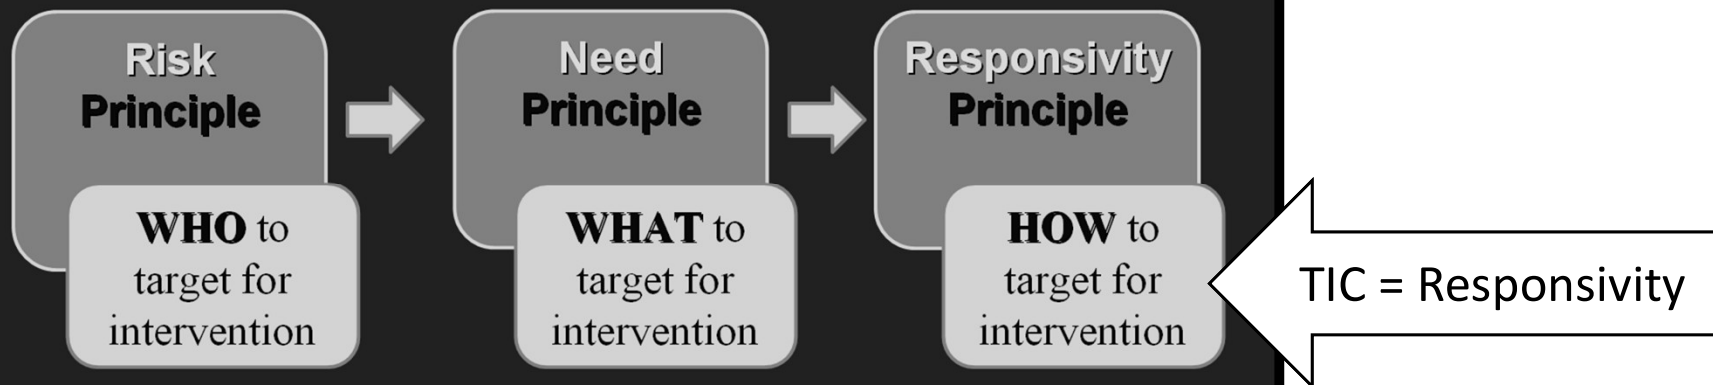 Risk
Principle
WHO to
target for
intervention
Need
Principle
WHAT to
target for
intervention
Responsivity
Principle
HOW to
target for
intervention
TIC = Responsivity